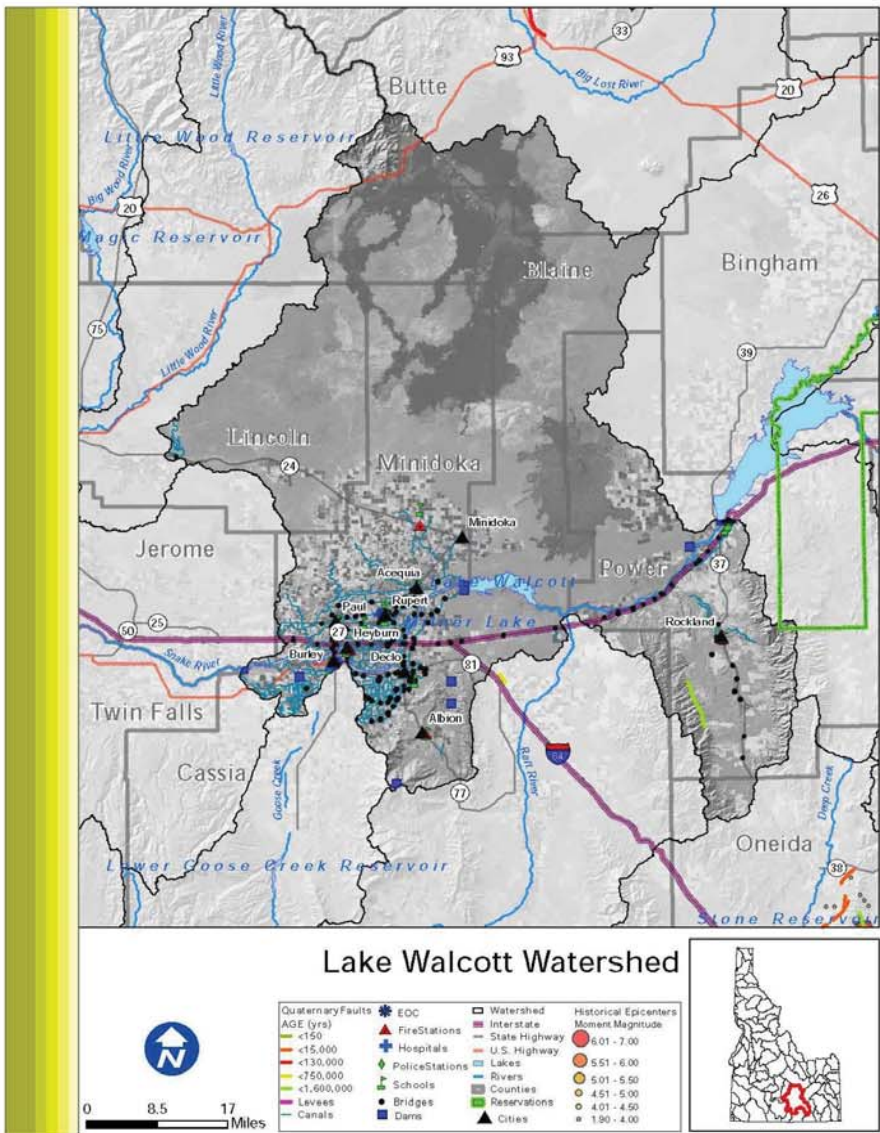 33
93
Butte
Big Lost River
20
Little Wood River
Little Wood River
Little Wood Reservoir
Big Wood River
26
20
Magic Reservoir
Blaine
Bingham
75
Little Wood River
39
Lincoln
24
Minidoka
Minidoka
Jerome
Acequia
Lake Walcott
Power
37
Paul
Rupert
Milner Lake
Rockland
50
25
27
Heyburn
Snake River
Burley
Declo
81
Twin Falls
Albion
Cassia
Goose Creek
Raft River
77
Deep Creek
Oneida
Lower Goose Creek Reservoir
38
Stone Reservoir
Lake Walcott Watershed
N
0 8.5 17
Miles
Quaternary Faults
AGE (yrs)
<150
<15,000
<130,000
<750,000
<1,600,000
Levees
Canals
EOC
FireStations
Hospitals
PoliceStations
Schools
Bridges
Dams
Watershed
Interstate
State Highway
U.S. Highway
Lakes
Rivers
Counties
Reservations
Cities
Historical Epicenters
Moment Magnitude
6.01 - 7.00
5.51 - 6.00
5.01 - 5.50
4.51 - 5.00
4.01 - 4.50
1.90 - 4.00